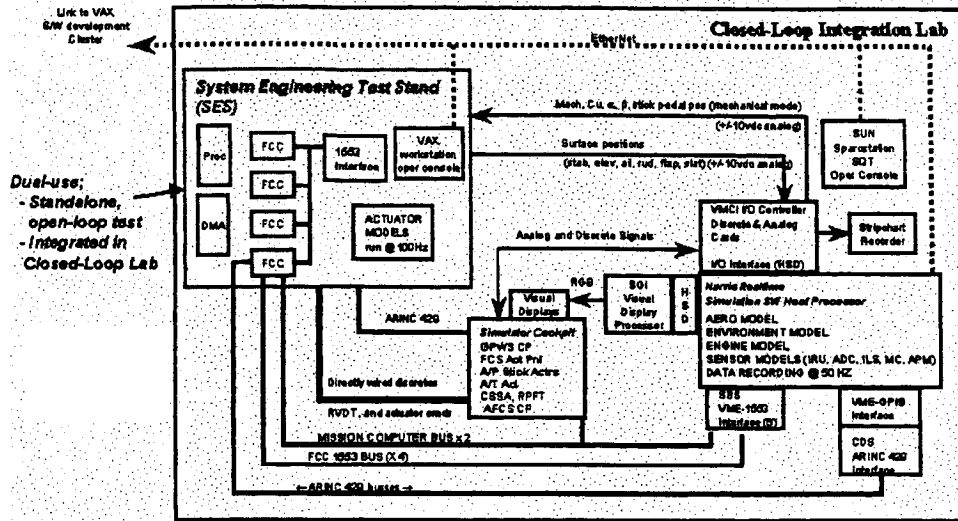 Link to VAX
S/W development
Cluster
Closed-Loop Integration Lab
EtherNet
System Engineering Test Stand
(SES)
Proc
DMA
FCC
FCC
FCC
FCC
1553
Interface
VAX
workstation
oper console
ACTUATOR
MODELS
run @ 100Hz
Dual-use;
- Standalone,
open-loop test
- Integrated in
Closed-Loop Lab
Mach, Cu, α, β, stick pedal pos (mechanical mode)
(+/-10vdc analog)
Surface positions
(stab, elev, ail, rud, flap, slat) (+/-10vdc analog)
SUN
Sparcstation
SQT
Oper Console
VMCI I/O Controller
Discrete & Analog
Cards
I/O Interface (HSD)
Stripchart
Recorder
Analog and Discrete Signals
RGB
Visual
Displays
SGI
Visual
Display
Processor
H
S
D
Harris Realtime
Simulation SW Host Processor
AERO MODEL
ENVIRONMENT MODEL
ENGINE MODEL
SENSOR MODELS (IRU, ADC, ILS, MC, APM)
DATA RECORDING @ 50 HZ
ARINC 429
Simulator Cockpit
GPWS CP
FCS Act Pnl
A/P Stick Actrs
A/T Act
CSSA, RPFT
AFCS CP
Directly wired discretes
RVDT, and actuator cmds
MISSION COMPUTER BUS x 2
FCC 1553 BUS (X 4)
← ARINC 429 busses →
SBS
VME-1553
Interface (3)
VME-GPIB
Interface
CDS
ARINC 429
Interface